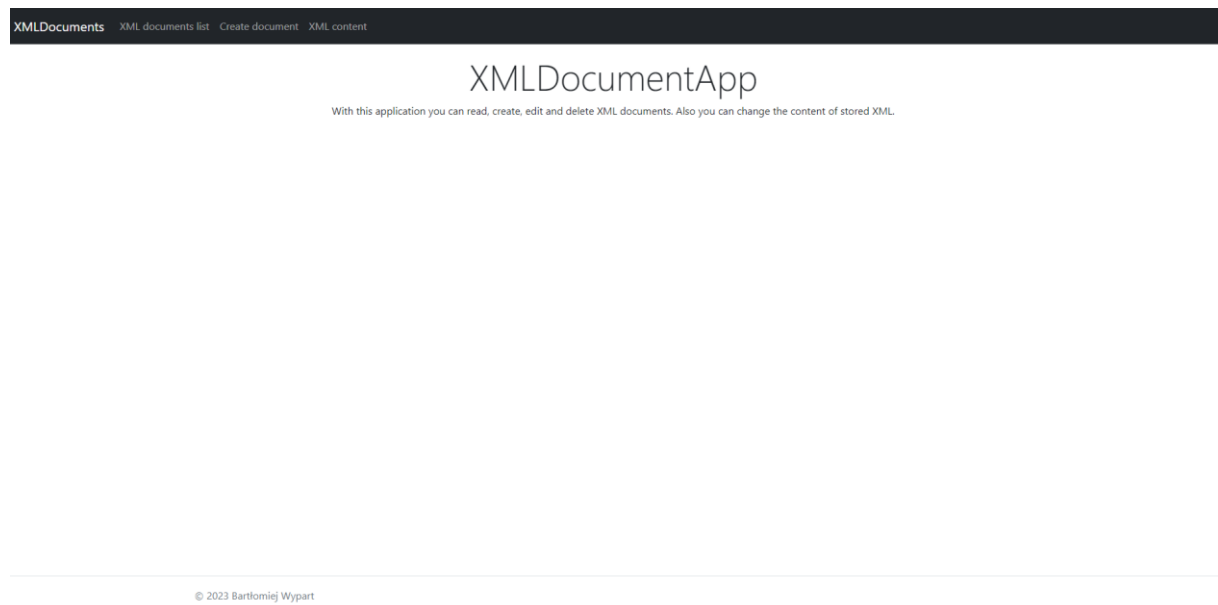 XMLDocuments XML documents list Create document XML content
XMLDocumentApp
With this application you can read, create, edit and delete XML documents. Also you can change the content of stored XML.
© 2023 Bartłomiej Wypart